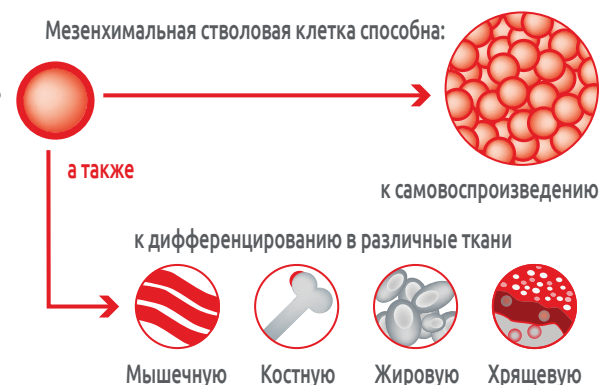 Мезенхимальная стволовая клетка способна:
а также
к самовоспроизведению
к дифференцированию в различные ткани
Мышечную Костную Жировую Хрящевую